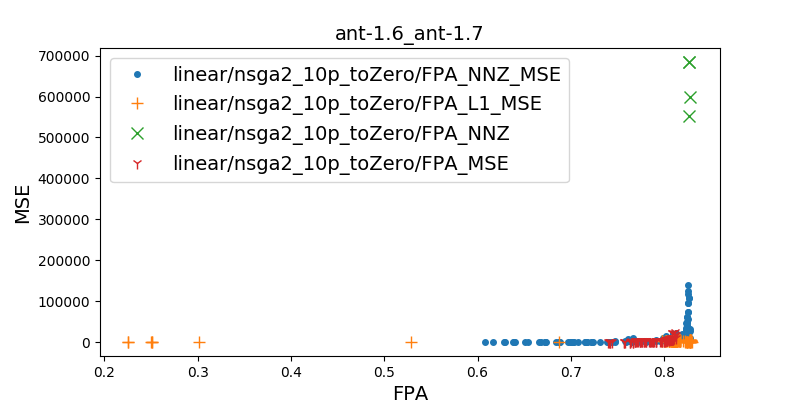 ant-1.6_ant-1.7
700000
600000
500000
400000
300000
200000
100000
0
MSE
linear/nsga2_10p_toZero/FPA_NNZ_MSE
linear/nsga2_10p_toZero/FPA_L1_MSE
linear/nsga2_10p_toZero/FPA_NNZ
linear/nsga2_10p_toZero/FPA_MSE
0.2 0.3 0.4 0.5 0.6 0.7 0.8
FPA